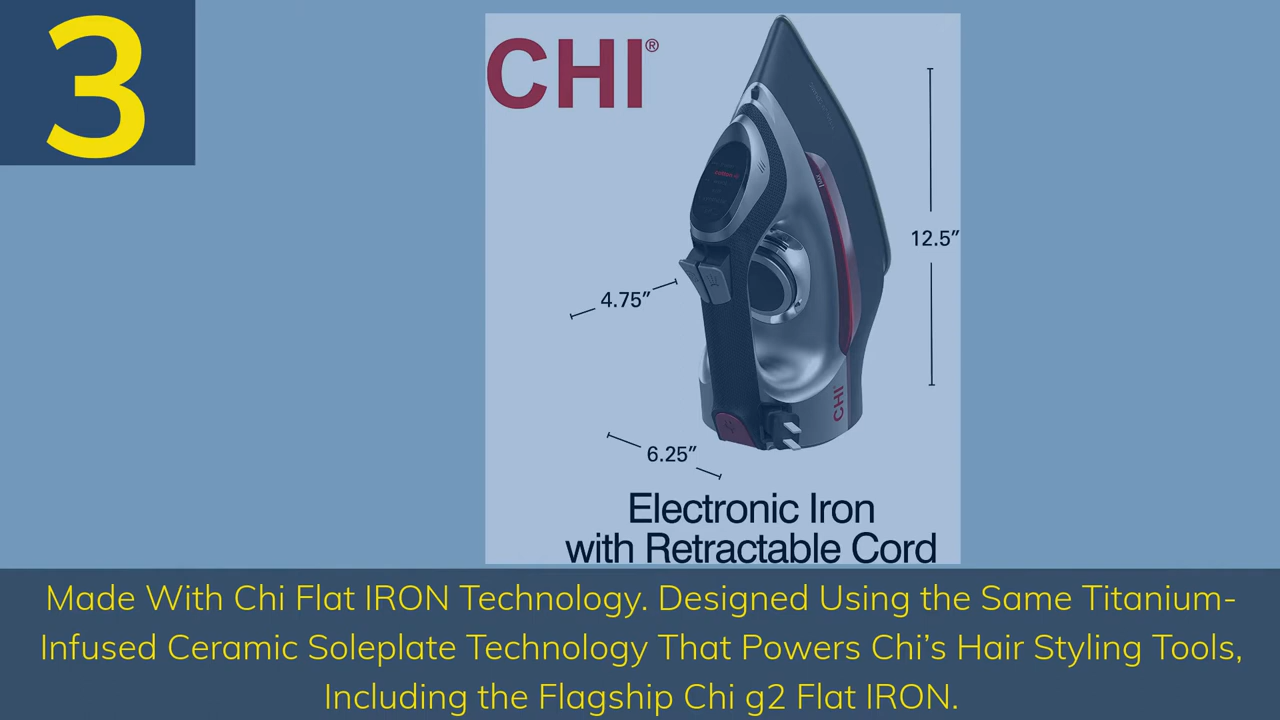 3
CHI®
12.5”
4.75”
6.25”
CHI
Electronic Iron
with Retractable Cord
Made With Chi Flat IRON Technology. Designed Using the Same Titanium-
Infused Ceramic Soleplate Technology That Powers Chi’s Hair Styling Tools,
Including the Flagship Chi g2 Flat IRON.